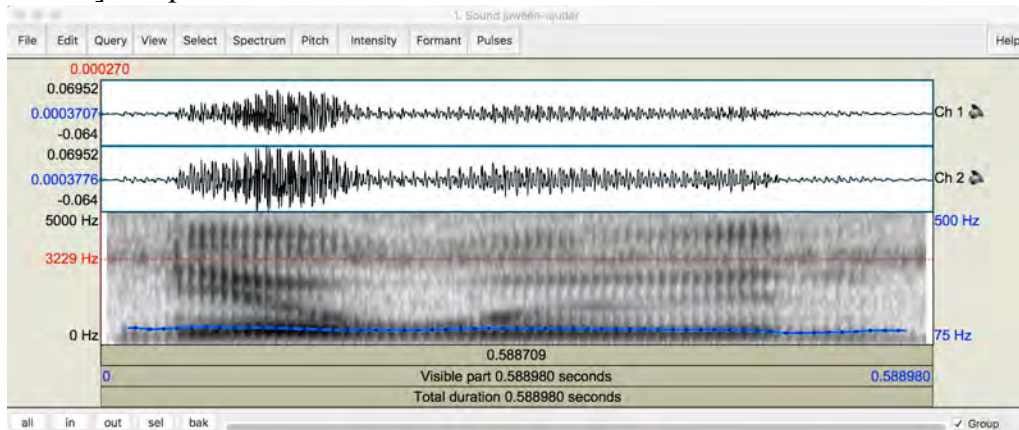 1. Sound juwéén-ajudar
File Edit Query View Select Spectrum Pitch Intensity Formant Pulses Help
0.000270
0.06952
0.0003707
-0.064
Ch 1
0.06952
0.0003776
-0.064
Ch 2
5000 Hz
500 Hz
3229 Hz
0 Hz
75 Hz
0.588709
0 Visible part 0.588980 seconds 0.588980
Total duration 0.588980 seconds
all in out sel bak Group